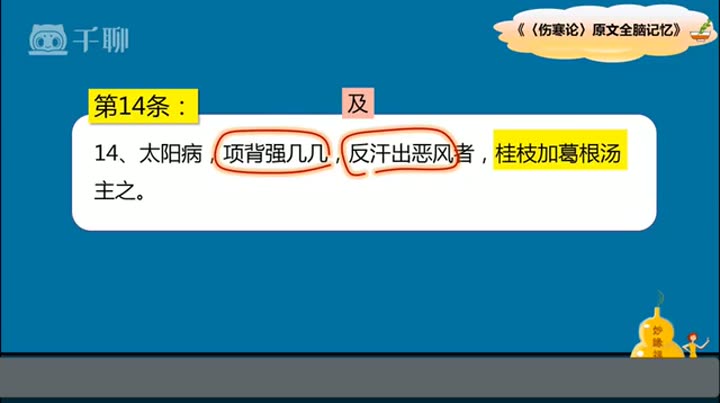 千聊
《〈伤寒论〉原文全脑记忆》
第14条：
及
14、太阳病，项背强几几，反汗出恶风者，桂枝加葛根汤
主之。